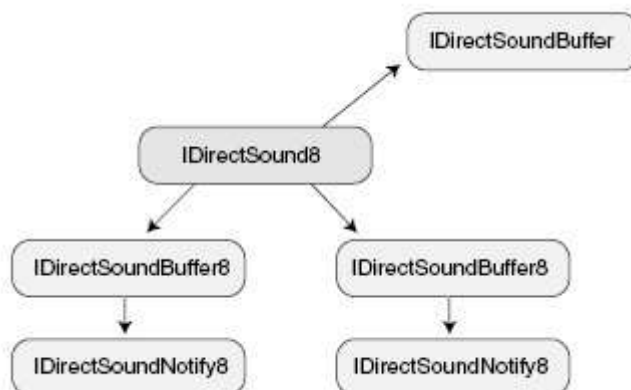 IDirectSoundBuffer
IDirectSound8
IDirectSoundBuffer8
IDirectSoundBuffer8
IDirectSoundNotify8
IDirectSoundNotify8